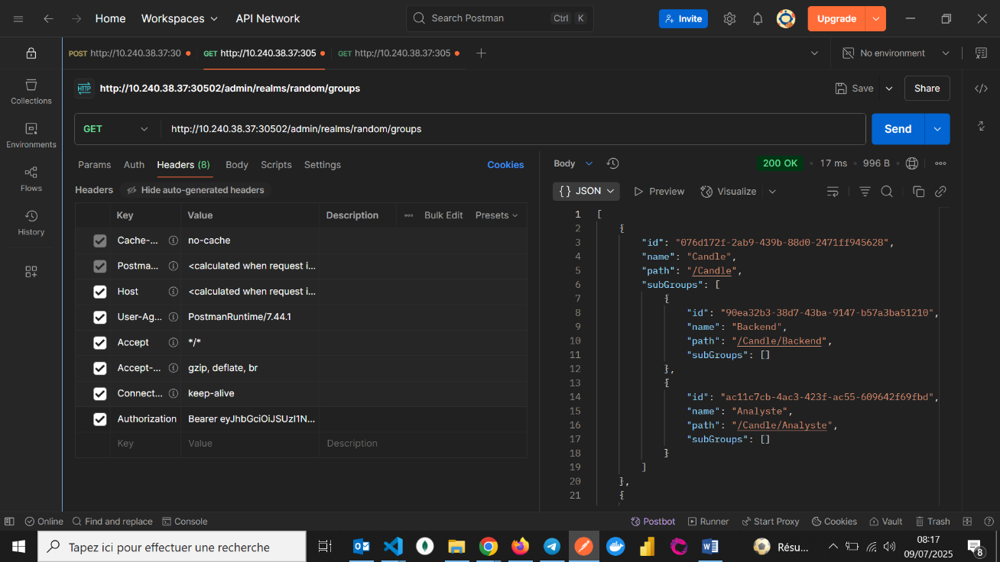 Home Workspaces API Network Search Postman Ctrl K Invite Upgrade
POST http://10.240.38.37:30 GET http://10.240.38.37:305 GET http://10.240.38.37:305 No environment
HTTP http://10.240.38.37:30502/admin/realms/random/groups Save Share
GET http://10.240.38.37:30502/admin/realms/random/groups Send
Collections
Environments
Flows
History
Params Auth Headers (8) Body Scripts Settings Cookies
Headers Hide auto-generated headers
Key Value Description Bulk Edit Presets
Cache-... no-cache
Postma... <calculated when request i...
Host <calculated when request i...
User-Ag... PostmanRuntime/7.44.1
Accept */*
Accept-... gzip, deflate, br
Connect... keep-alive
Authorization Bearer eyJhbGciOiJSUzI1N...
Key Value Description
Body 200 OK 17 ms 996 B
{} JSON Preview Visualize
1 [
2 {
3 "id": "076d172f-2ab9-439b-88d0-2471ff945628",
4 "name": "Candle",
5 "path": "/Candle",
6 "subGroups": [
7 {
8 "id": "90ea32b3-38d7-43ba-9147-b57a3ba51210",
9 "name": "Backend",
10 "path": "/Candle/Backend",
11 "subGroups": []
12 },
13 {
14 "id": "ac11c7cb-4ac3-423f-ac55-609642f69fbd",
15 "name": "Analyste",
16 "path": "/Candle/Analyste",
17 "subGroups": []
18 }
19 ]
20 },
21 {
Online Find and replace Console Postbot Runner Start Proxy Cookies Vault Trash
Tapez ici pour effectuer une recherche Résu... 08:17
09/07/2025 8